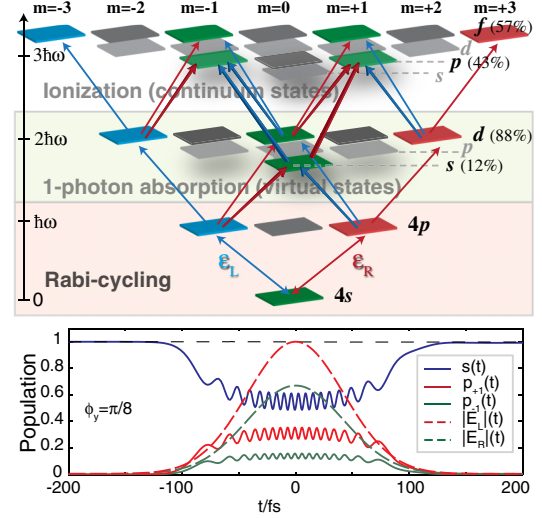 m=-3 m=-2 m=-1 m=0 m=+1 m=+2 m=+3
f (57%)
d
3ħω
p (43%)
s
Ionization (continuum states)
2ħω
d (88%)
p
s (12%)
1-photon absorption (virtual states)
ħω
4p
ε_L ε_R
Rabi-cycling
4s
0
1
0.8
0.6
0.4
0.2
0
Population
ϕ_y=π/8
s(t)
p_+1(t)
p_-1(t)
|E_L|(t)
|E_R|(t)
-200 -100 0 100 200
t/fs